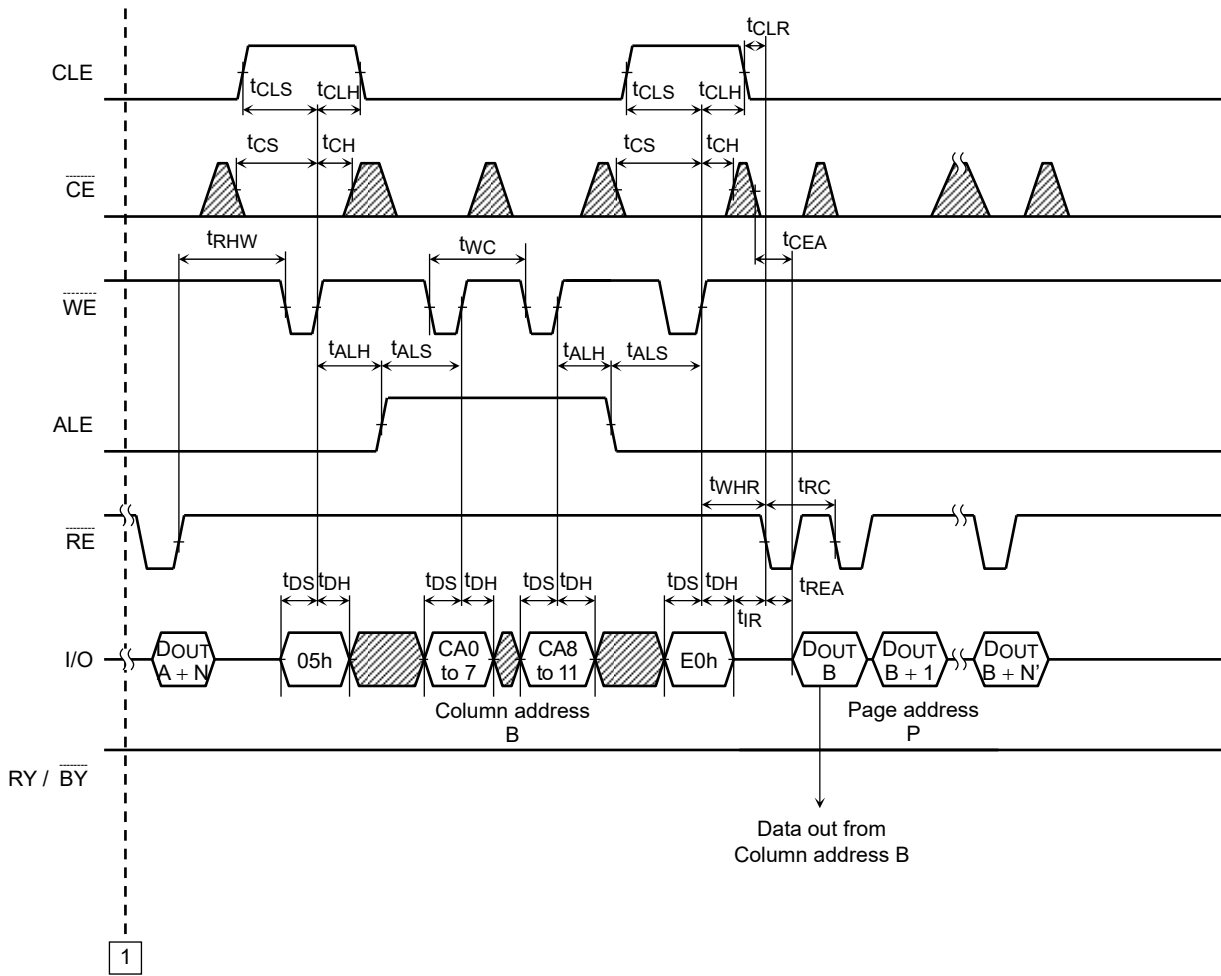 tCLR
CLE
tCLS tCLH tCLS tCLH
tCS tCH tCS tCH
CE
tRHW tWC tCEA
WE
tALH tALS tALH tALS
ALE
tWHR tRC
RE
tDS tDH tDS tDH tDS tDH tDS tDH tREA
tIR
I/O
DOUT
A + N
05h
CA0
to 7
CA8
to 11
E0h
DOUT
B
DOUT
B + 1
DOUT
B + N'
Column address
B
Page address
P
RY / BY
Data out from
Column address B
1